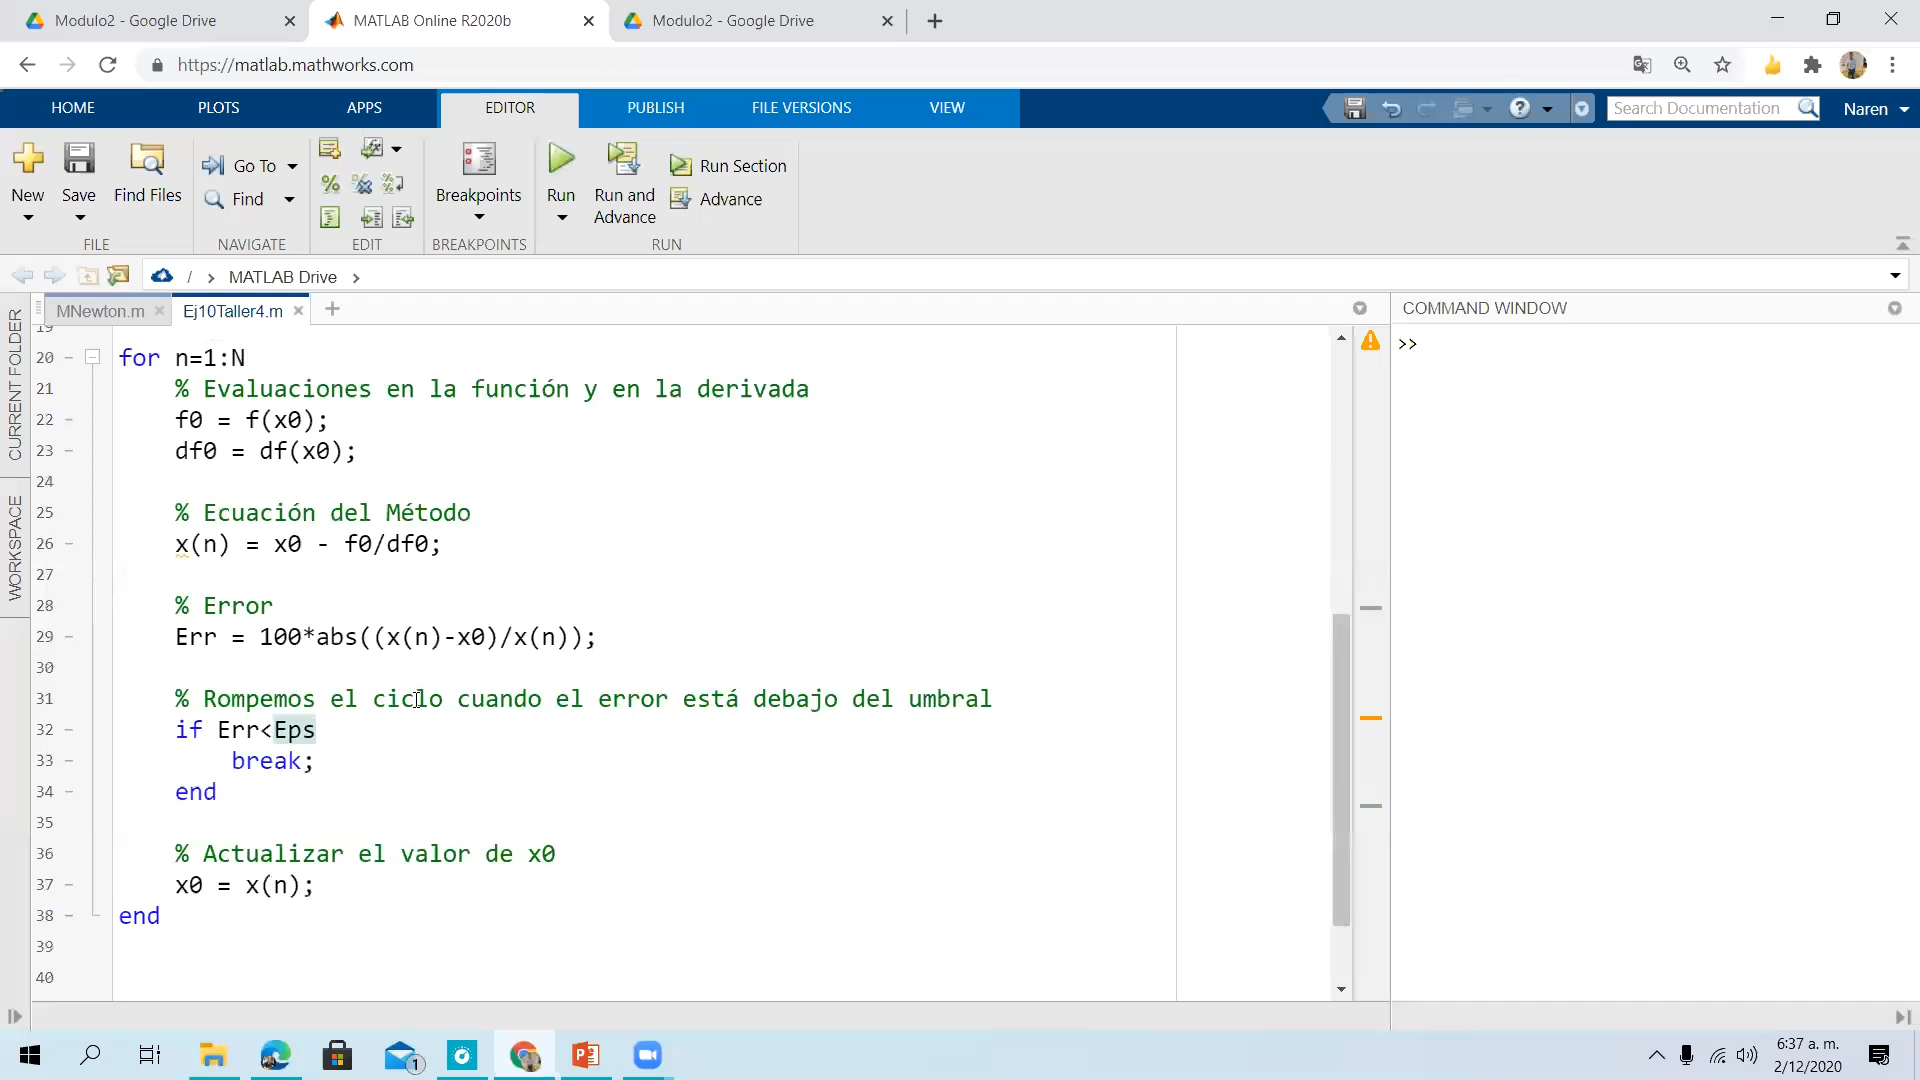 Modulo2 - Google Drive
MATLAB Online R2020b
Modulo2 - Google Drive
https://matlab.mathworks.com
HOME PLOTS APPS EDITOR PUBLISH FILE VERSIONS VIEW
Search Documentation
Naren
New Save Find Files
Go To
Find
Breakpoints
Run
Run and Advance
Run Section
Advance
FILE NAVIGATE EDIT BREAKPOINTS RUN
/ › MATLAB Drive ›
CURRENT FOLDER
WORKSPACE
MNewton.m
Ej10Taller4.m
COMMAND WINDOW
>>
19
20 for n=1:N
21 % Evaluaciones en la función y en la derivada
22 f0 = f(x0);
23 df0 = df(x0);
24
25 % Ecuación del Método
26 x(n) = x0 - f0/df0;
27
28 % Error
29 Err = 100*abs((x(n)-x0)/x(n));
30
31 % Rompemos el ciclo cuando el error está debajo del umbral
32 if Err<Eps
33 break;
34 end
35
36 % Actualizar el valor de x0
37 x0 = x(n);
38 end
39
40
1
6:37 a. m.
2/12/2020